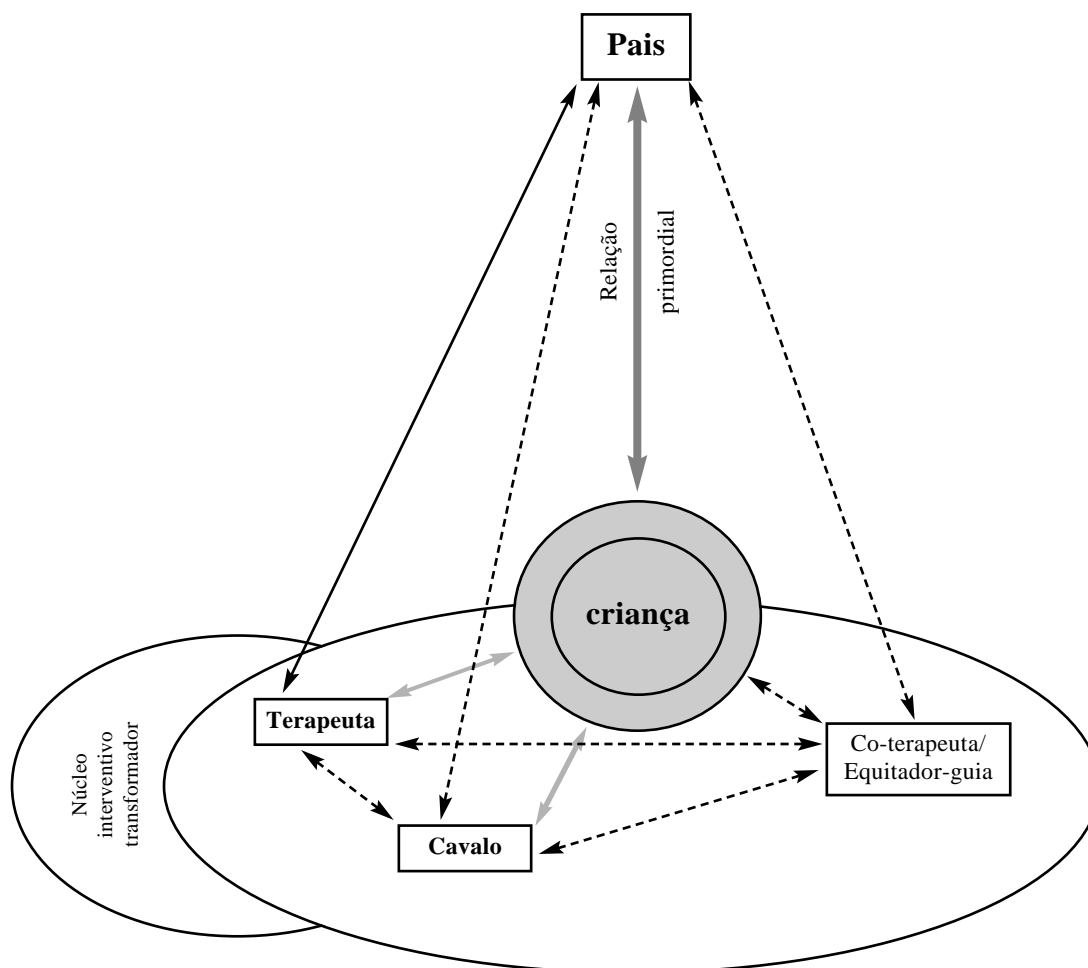 Pais
Relação
primordial
criança
Terapeuta
Co-terapeuta/
Equitador-guia
Núcleo
interventivo
transformador
Cavalo